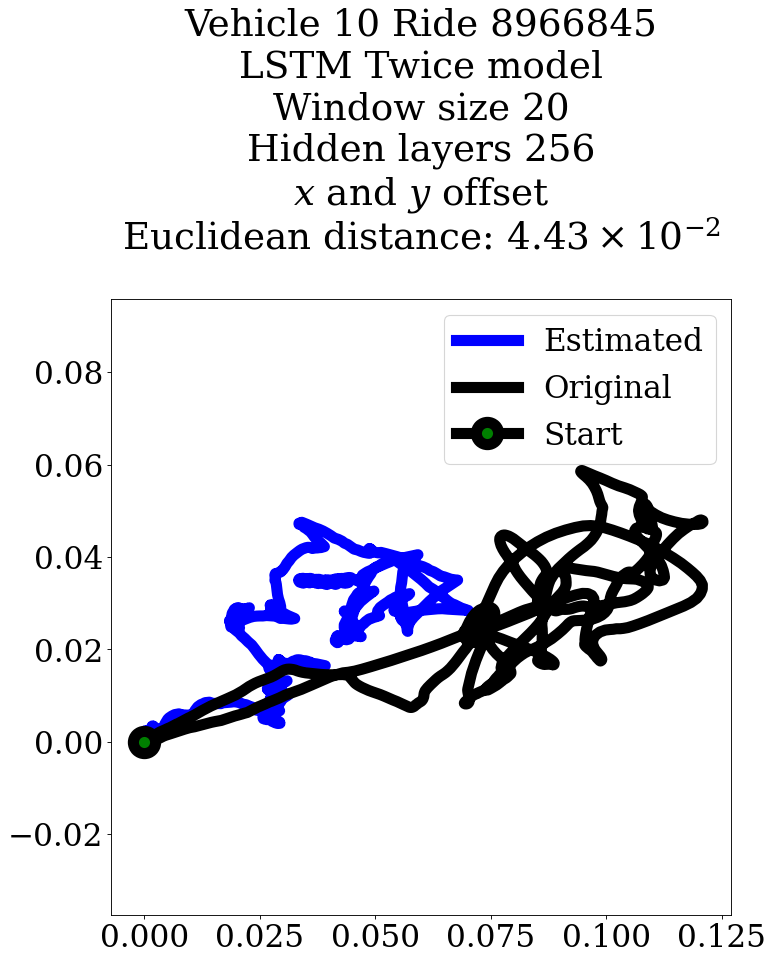 Vehicle 10 Ride 8966845
LSTM Twice model
Window size 20
Hidden layers 256
x and y offset
Euclidean distance: 4.43 × 10⁻²
Estimated
Original
Start
0.08
0.06
0.04
0.02
0.00
−0.02
0.000 0.025 0.050 0.075 0.100 0.125